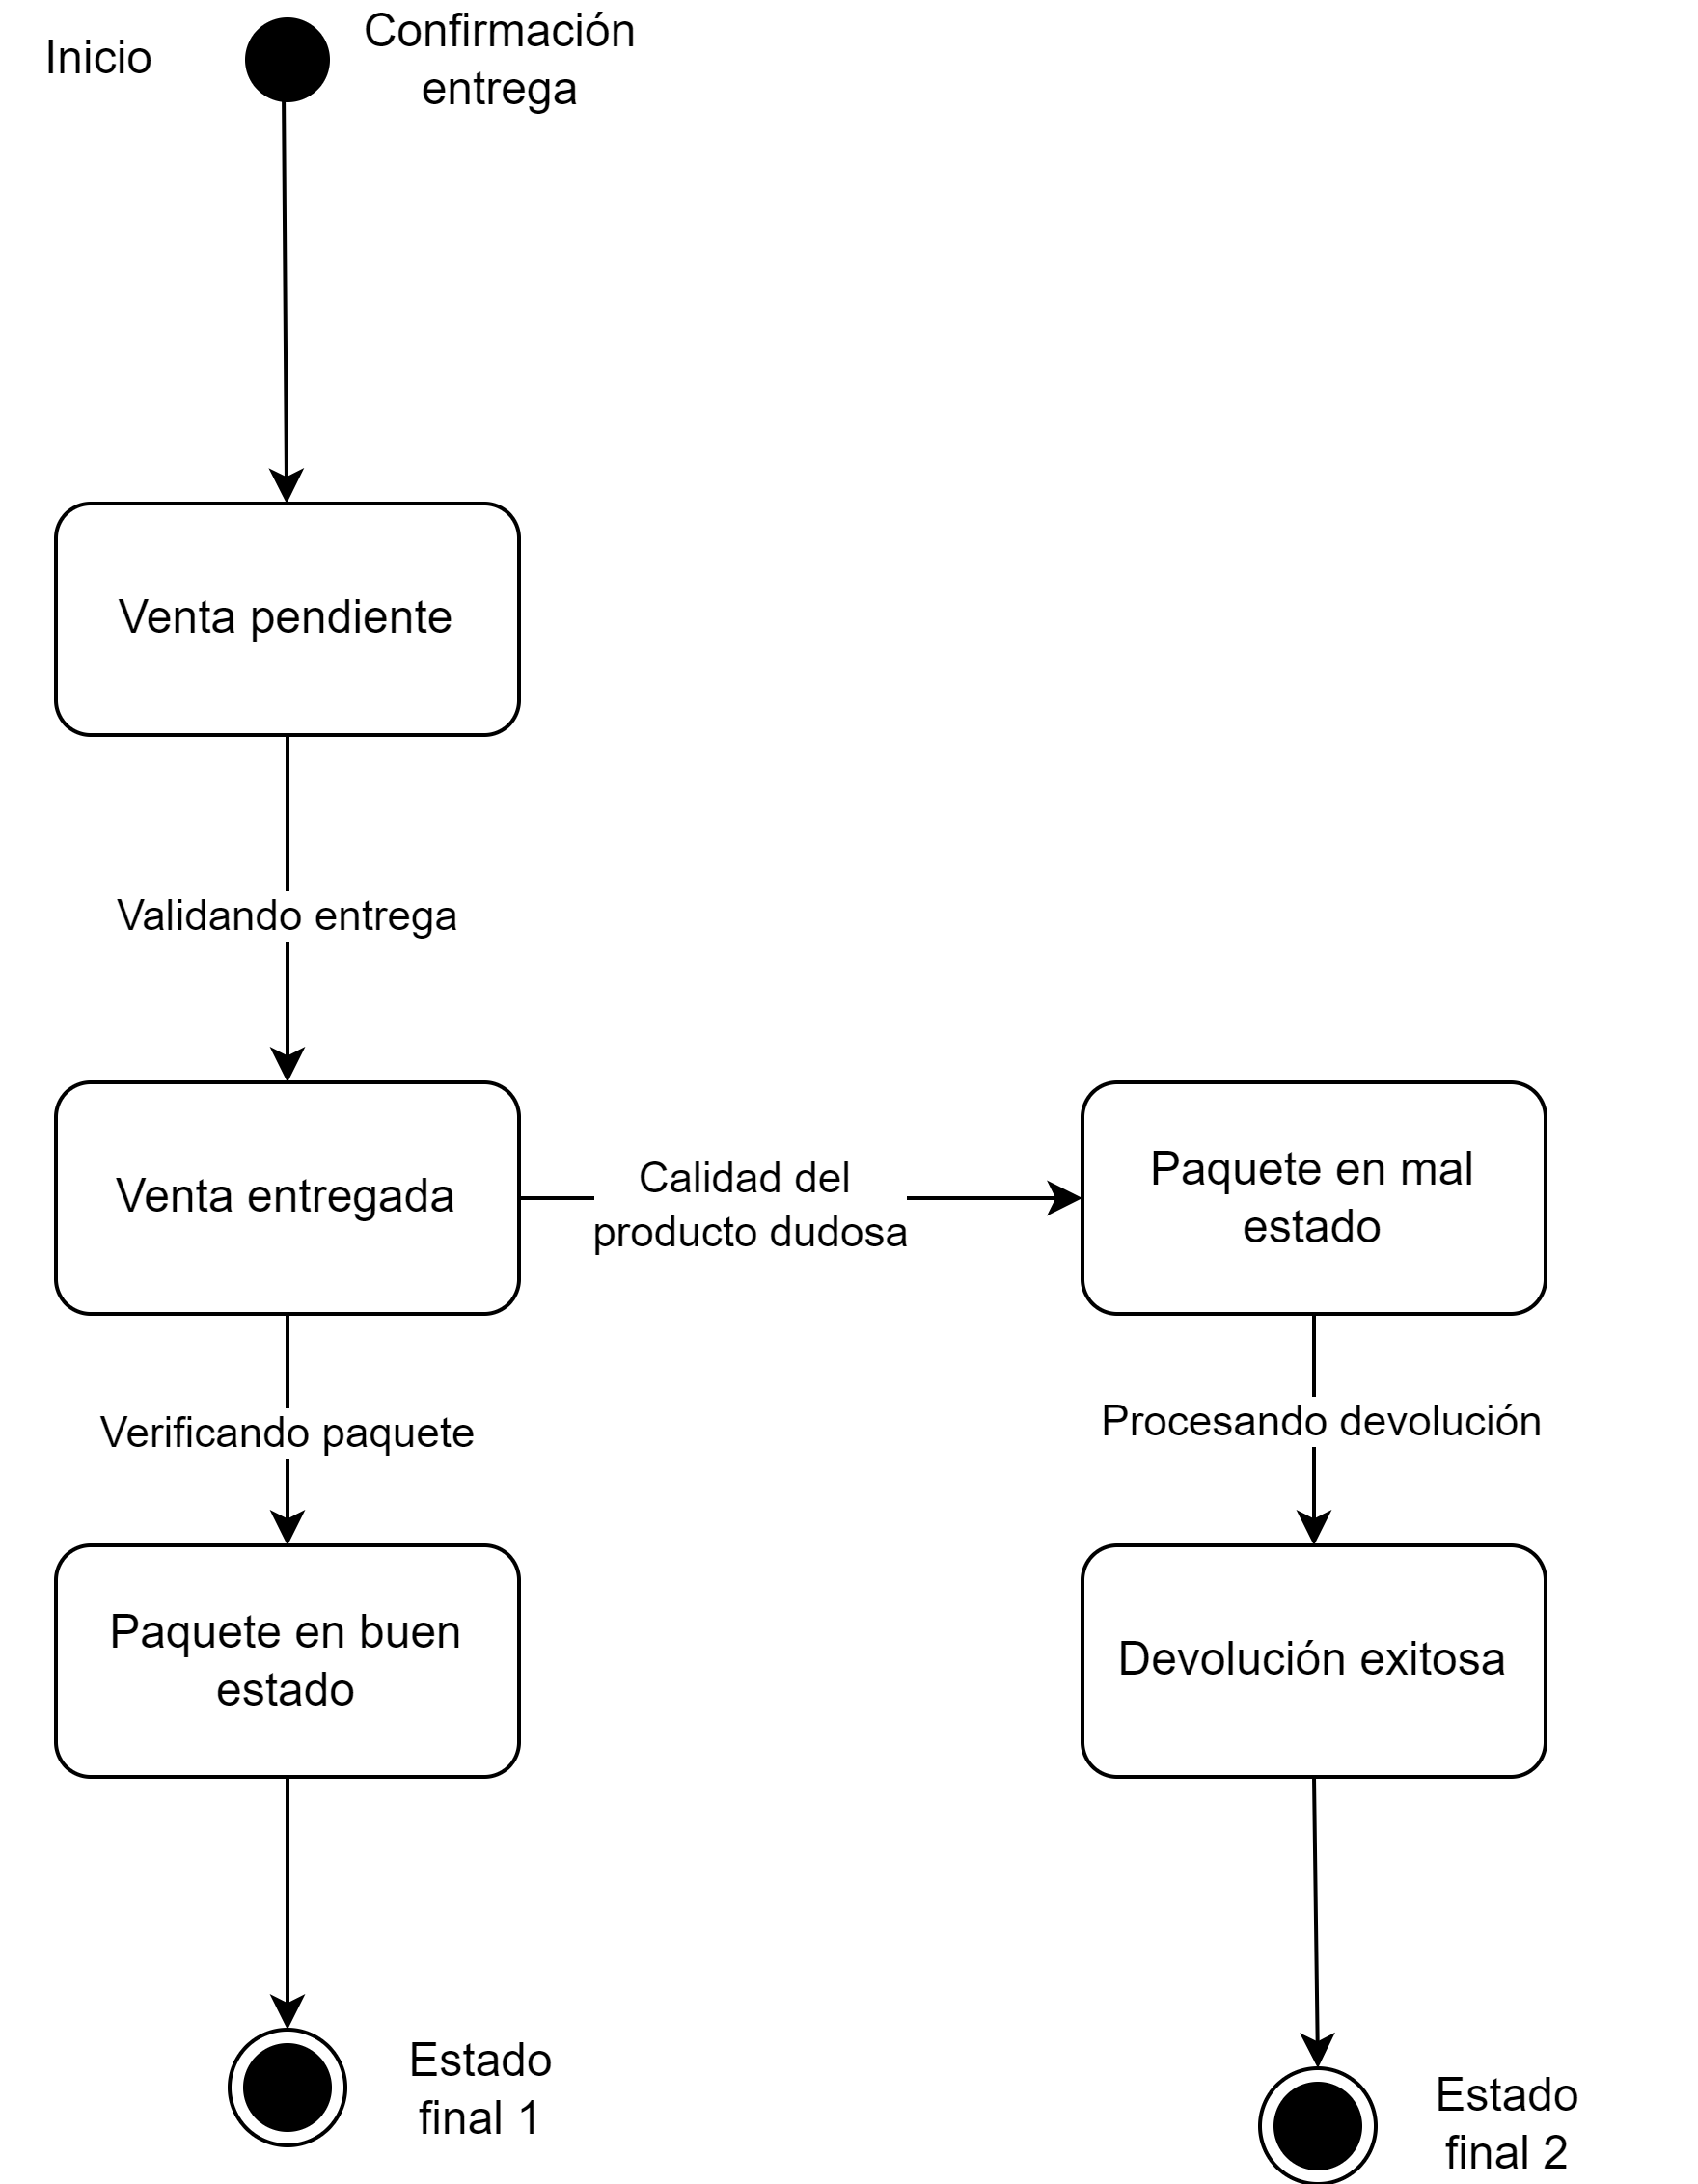 Inicio
Confirmación
entrega
Venta pendiente
Validando entrega
Venta entregada
Calidad del
producto dudosa
Paquete en mal
estado
Verificando paquete
Procesando devolución
Paquete en buen
estado
Devolución exitosa
Estado
final 1
Estado
final 2